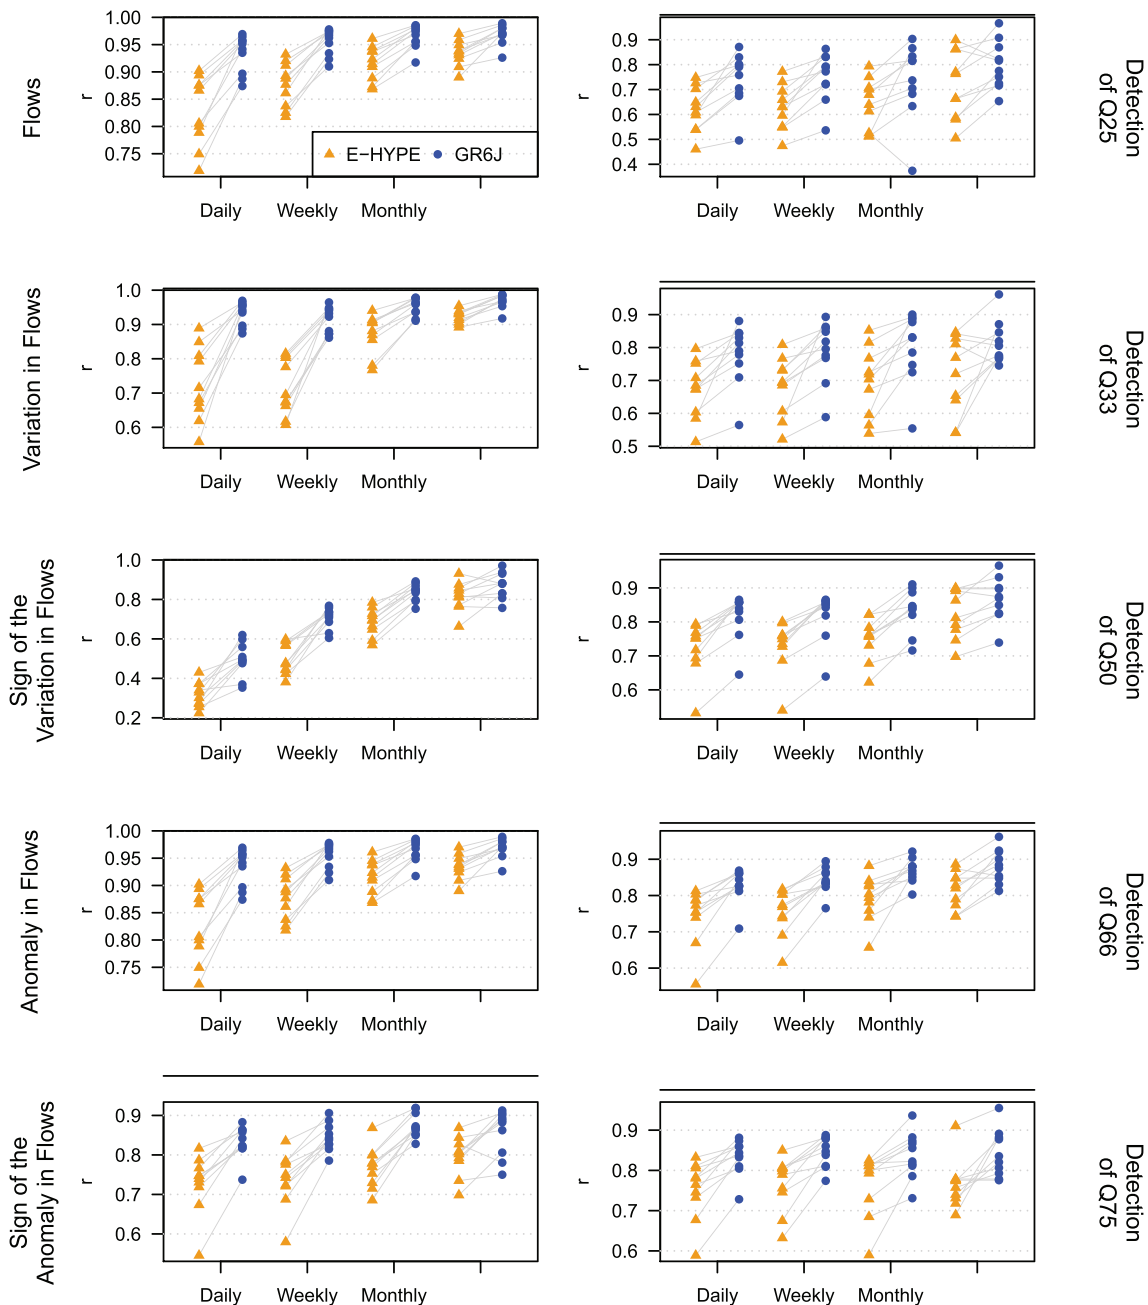 Flows
r
1.00
0.95
0.90
0.85
0.80
0.75
E−HYPE GR6J
Daily Weekly Monthly
r
0.9
0.8
0.7
0.6
0.5
0.4
Daily Weekly Monthly
Detection
of Q25
Variation in Flows
r
1.0
0.9
0.8
0.7
0.6
Daily Weekly Monthly
r
0.9
0.8
0.7
0.6
0.5
Daily Weekly Monthly
Detection
of Q33
Sign of the
Variation in Flows
r
1.0
0.8
0.6
0.4
0.2
Daily Weekly Monthly
r
0.9
0.8
0.7
0.6
Daily Weekly Monthly
Detection
of Q50
Anomaly in Flows
r
1.00
0.95
0.90
0.85
0.80
0.75
Daily Weekly Monthly
r
0.9
0.8
0.7
0.6
Daily Weekly Monthly
Detection
of Q66
Sign of the
Anomaly in Flows
r
0.9
0.8
0.7
0.6
Daily Weekly Monthly
r
0.9
0.8
0.7
0.6
Daily Weekly Monthly
Detection
of Q75